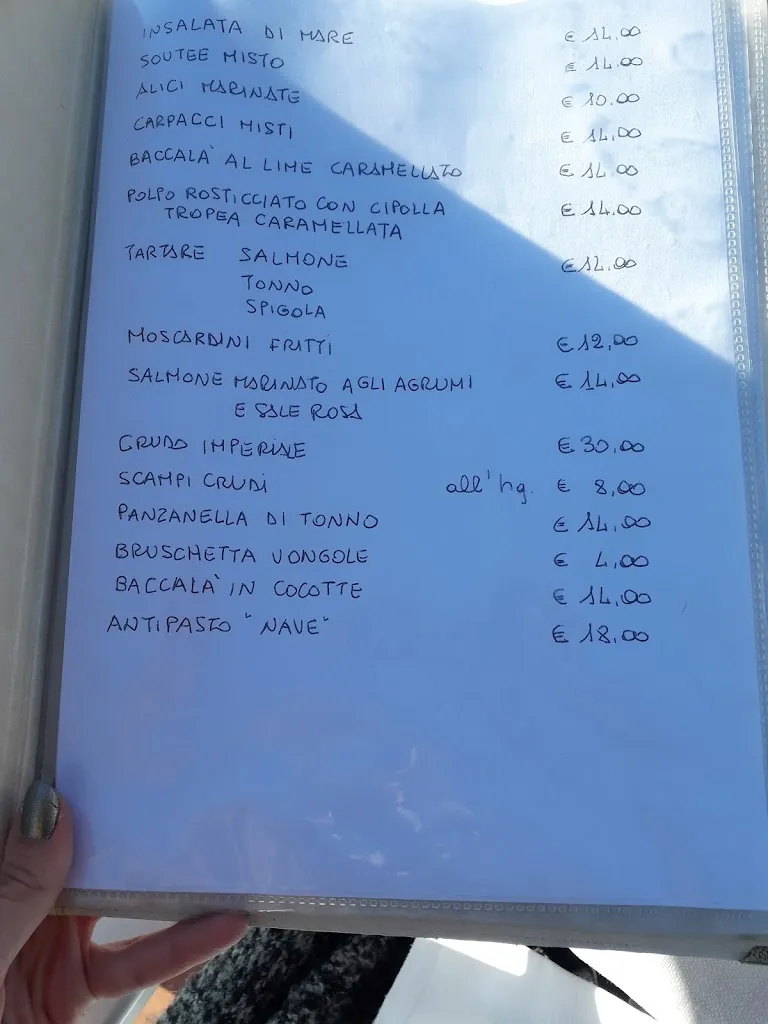 INSALATA DI MARE € 14.00
SOUTEE MISTO € 14.00
ALICI MARINATE € 10.00
CARPACCI MISTI € 14,00
BACCALA' AL LIME CARAMELLATO € 14.00
POLPO ROSTICCIATO CON CIPOLLA € 14.00
TROPEA CARAMELLATA
TARTARE SALMONE € 14.00
TONNO
SPIGOLA
MOSCARDINI FRITTI € 12,00
SALMONE MARINATO AGLI AGRUMI € 14,00
E SALE ROSA
CRUDO IMPERIALE € 30,00
SCAMPI CRUDI all'hg. € 8,00
PANZANELLA DI TONNO € 14,00
BRUSCHETTA VONGOLE € 4,00
BACCALA' IN COCOTTE € 14,00
ANTIPASTO "NAVE" € 18,00